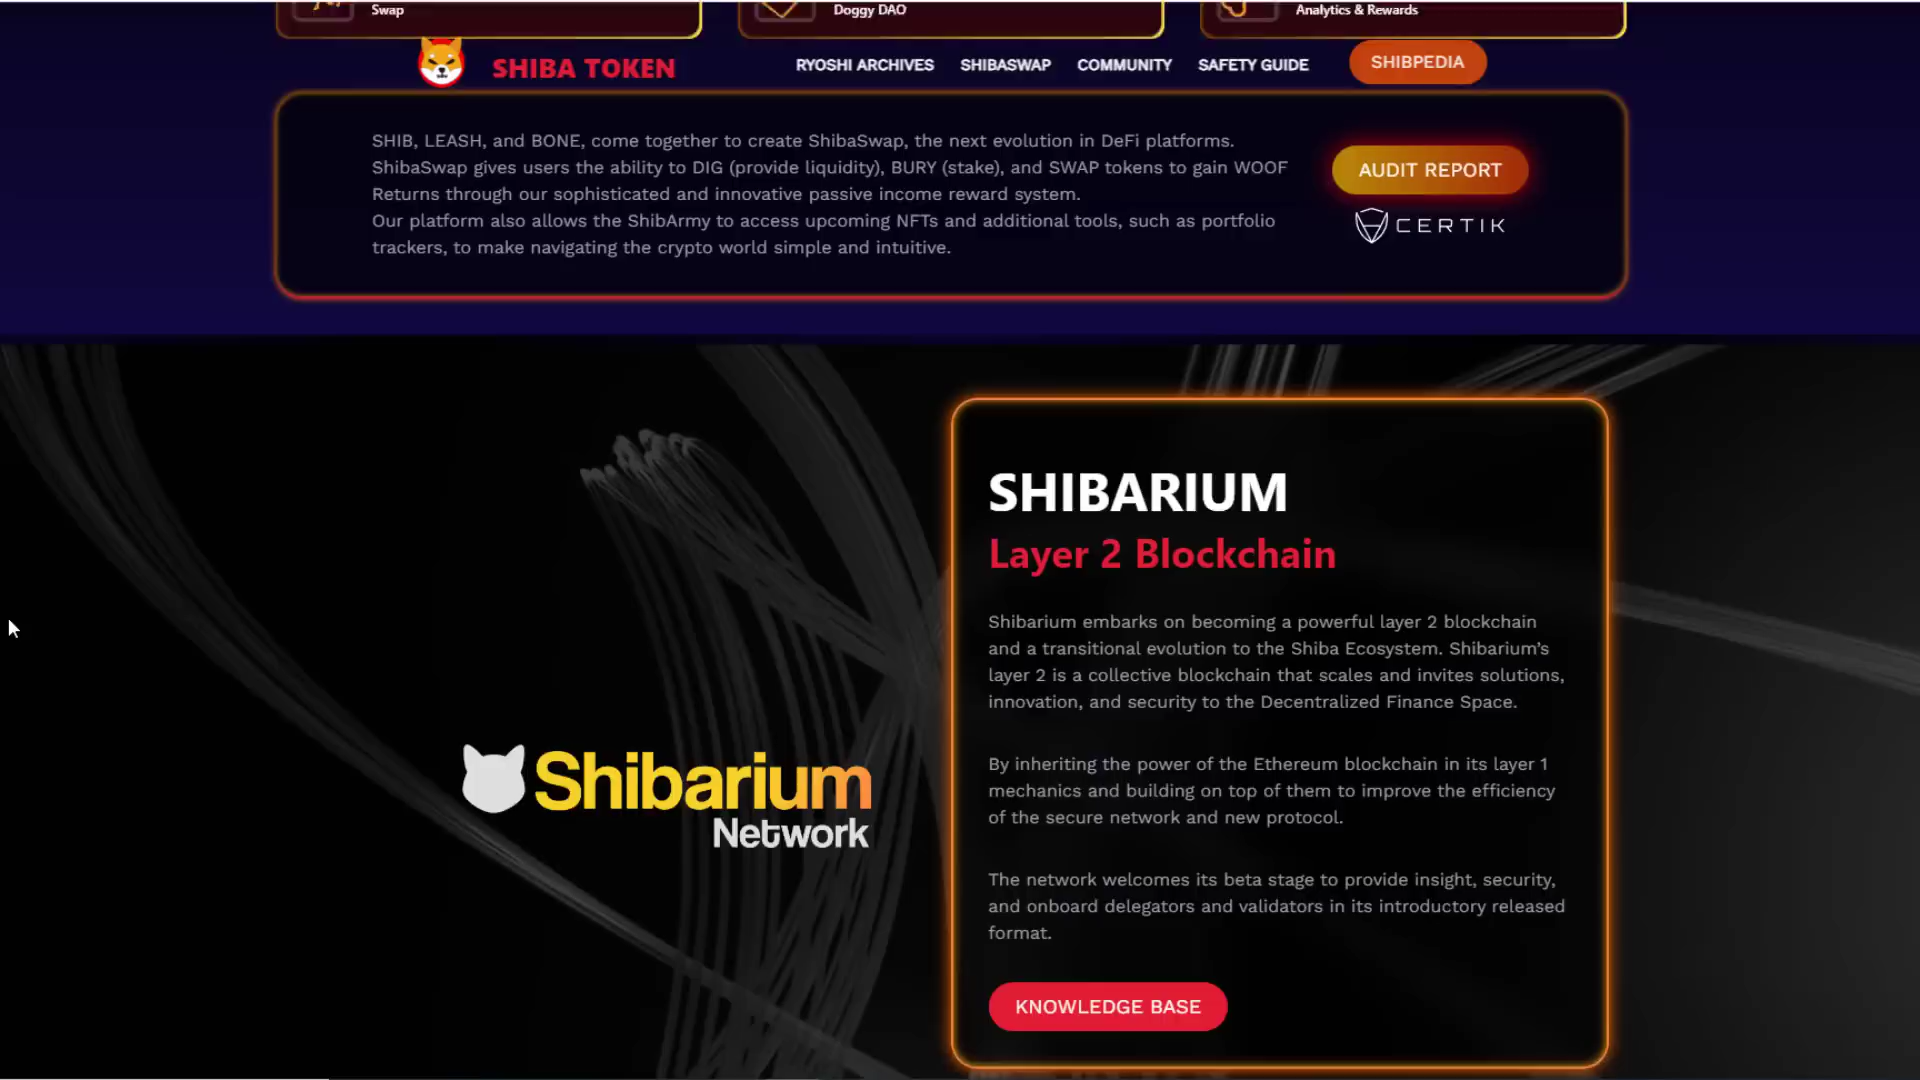 Swap
Doggy DAO
Analytics & Rewards
SHIBA TOKEN
RYOSHI ARCHIVES
SHIBASWAP
COMMUNITY
SAFETY GUIDE
SHIBPEDIA
SHIB, LEASH, and BONE, come together to create ShibaSwap, the next evolution in DeFi platforms.
ShibaSwap gives users the ability to DIG (provide liquidity), BURY (stake), and SWAP tokens to gain WOOF
Returns through our sophisticated and innovative passive income reward system.
Our platform also allows the ShibArmy to access upcoming NFTs and additional tools, such as portfolio
trackers, to make navigating the crypto world simple and intuitive.
AUDIT REPORT
CERTIK
Shibarium
Network
SHIBARIUM
Layer 2 Blockchain
Shibarium embarks on becoming a powerful layer 2 blockchain
and a transitional evolution to the Shiba Ecosystem. Shibarium’s
layer 2 is a collective blockchain that scales and invites solutions,
innovation, and security to the Decentralized Finance Space.
By inheriting the power of the Ethereum blockchain in its layer 1
mechanics and building on top of them to improve the efficiency
of the secure network and new protocol.
The network welcomes its beta stage to provide insight, security,
and onboard delegators and validators in its introductory released
format.
KNOWLEDGE BASE